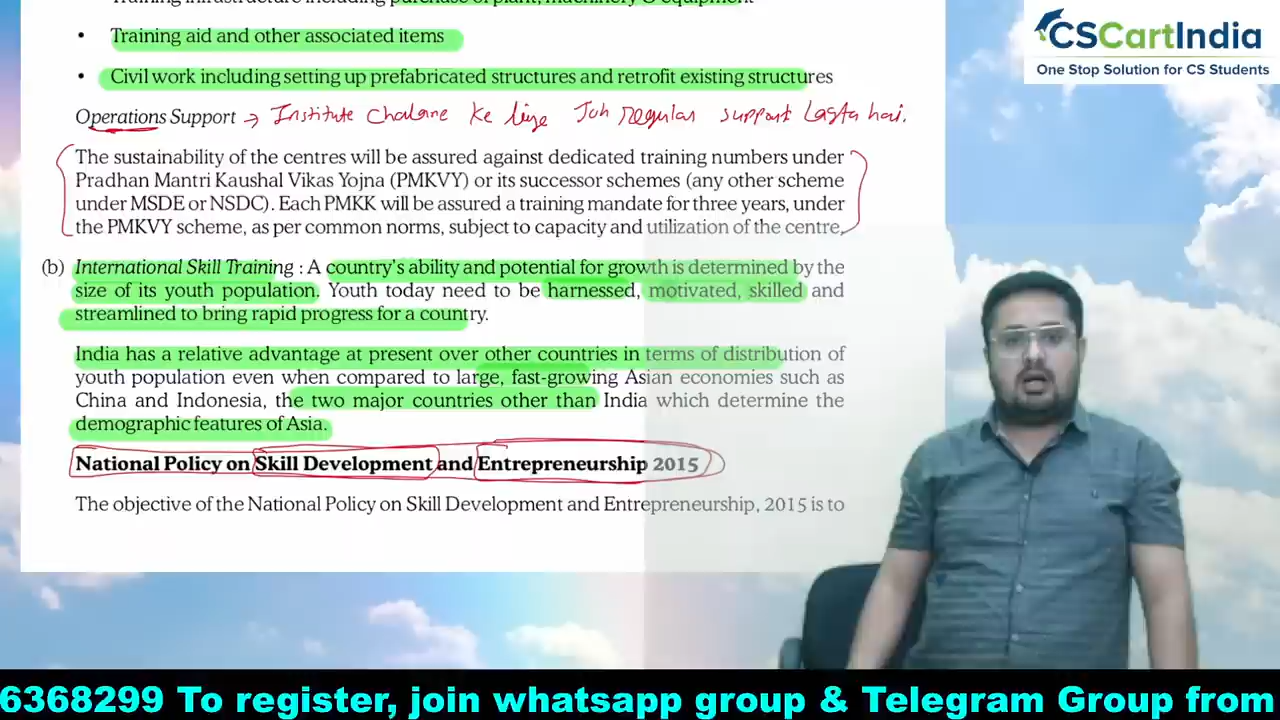 Training infrastructure including purchase of plant, machinery & equipment
• Training aid and other associated items
• Civil work including setting up prefabricated structures and retrofit existing structures
Operations Support → Institute chalane ke liye Joh regular support Lagta hai.
The sustainability of the centres will be assured against dedicated training numbers under
Pradhan Mantri Kaushal Vikas Yojna (PMKVY) or its successor schemes (any other scheme
under MSDE or NSDC). Each PMKK will be assured a training mandate for three years, under
the PMKVY scheme, as per common norms, subject to capacity and utilization of the centre.
(b) International Skill Training : A country's ability and potential for growth is determined by the
size of its youth population. Youth today need to be harnessed, motivated, skilled and
streamlined to bring rapid progress for a country.
India has a relative advantage at present over other countries in terms of distribution of
youth population even when compared to large, fast-growing Asian economies such as
China and Indonesia, the two major countries other than India which determine the
demographic features of Asia.
National Policy on Skill Development and Entrepreneurship 2015
The objective of the National Policy on Skill Development and Entrepreneurship, 2015 is to
CSCartIndia
One Stop Solution for CS Students
6368299 To register, join whatsapp group & Telegram Group from